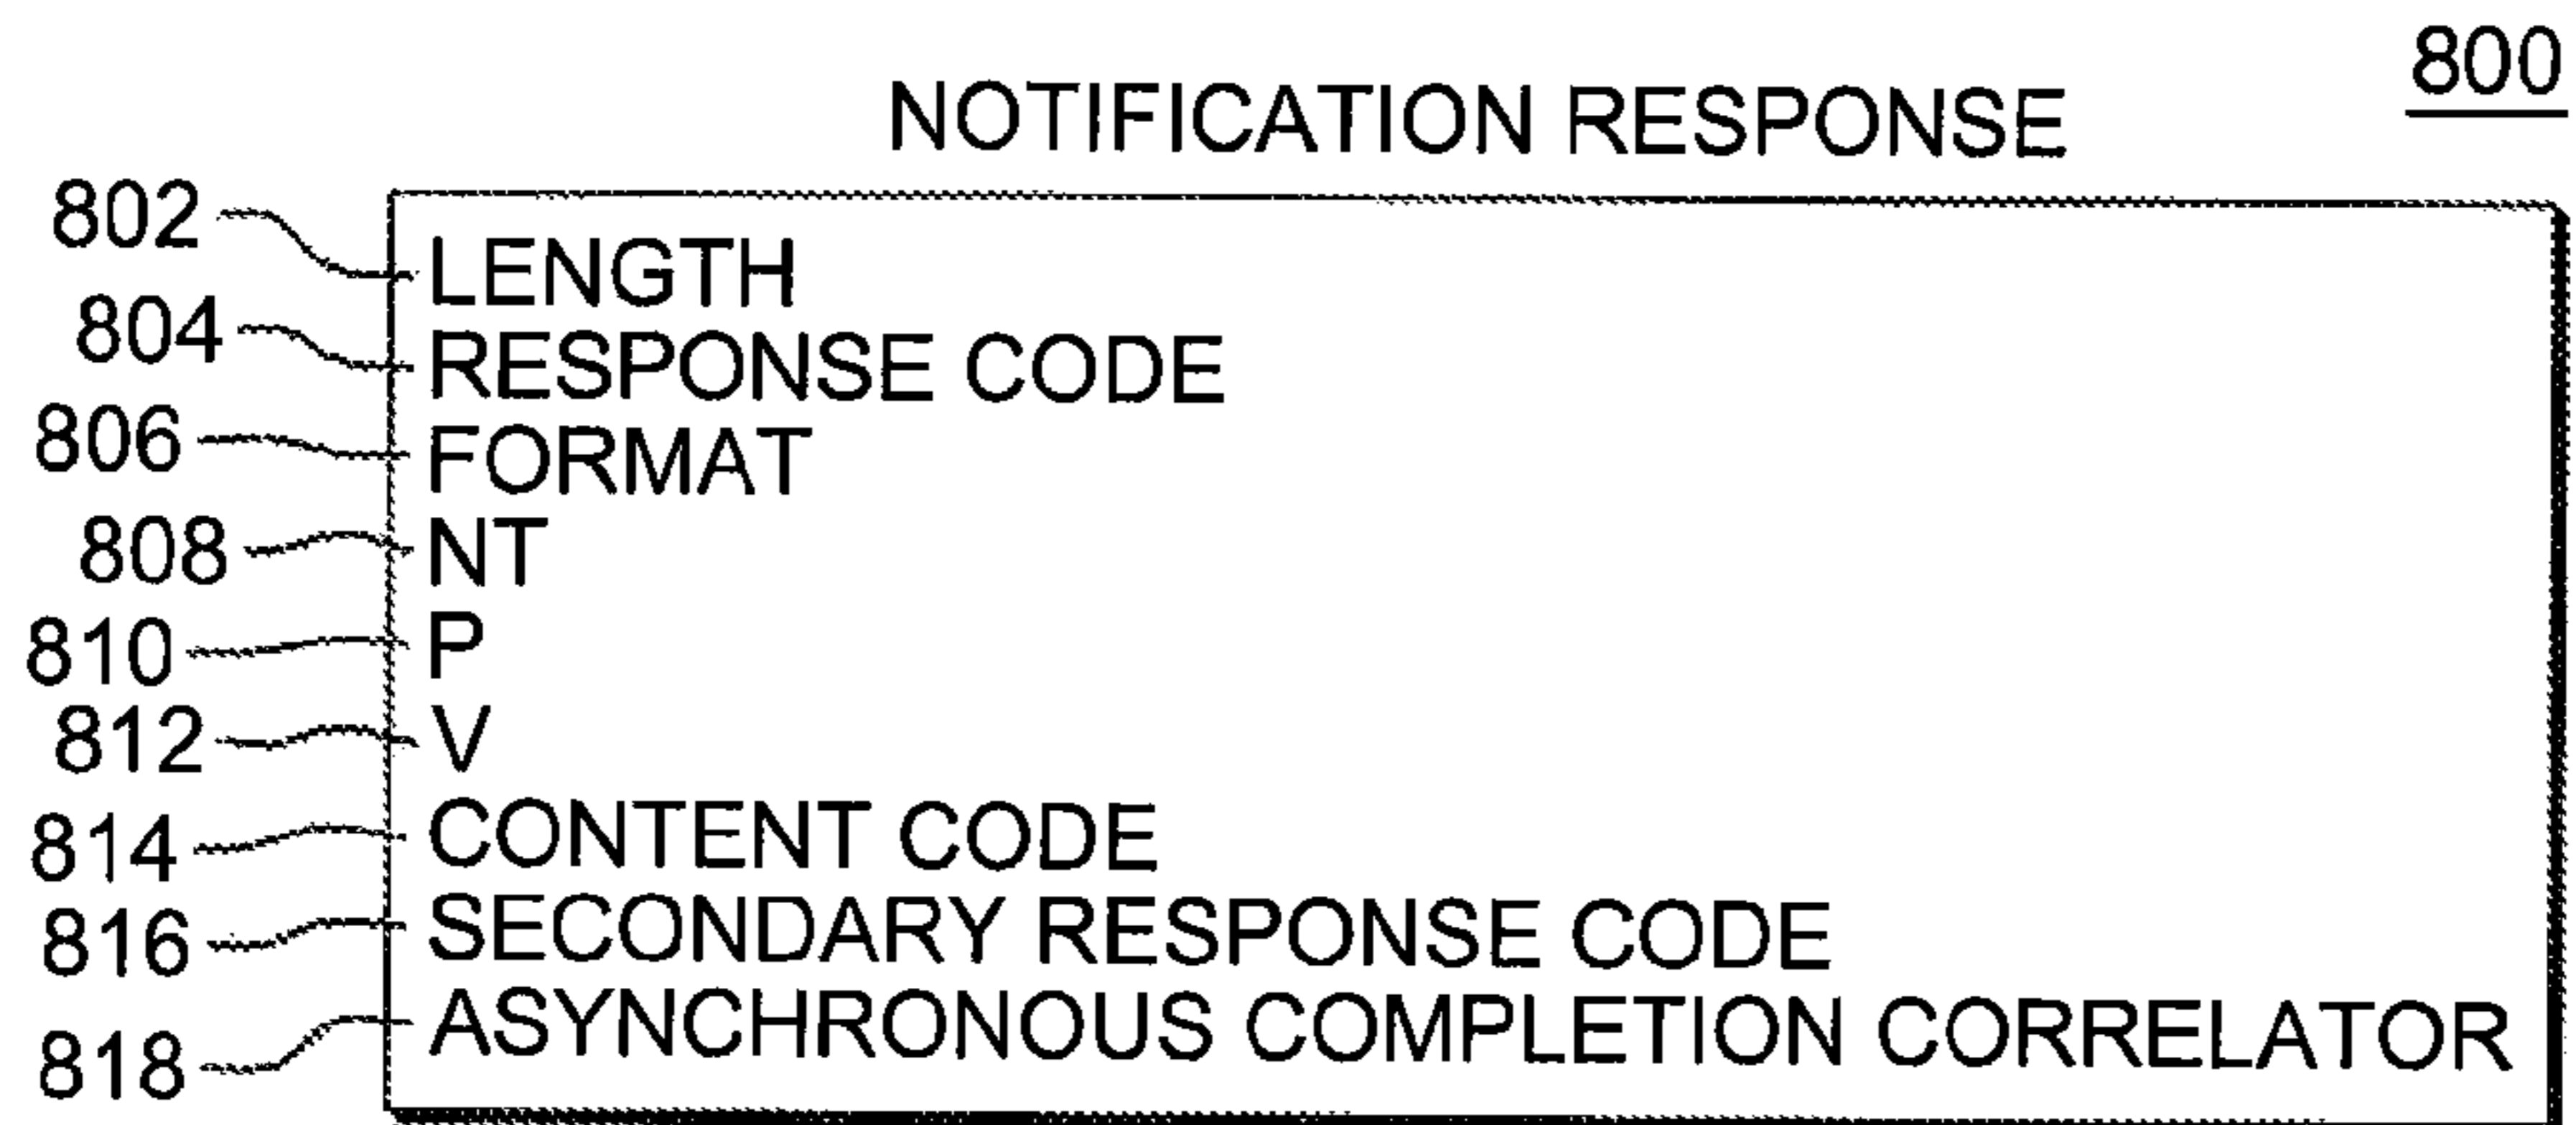 800
NOTIFICATION RESPONSE
802 LENGTH
804 RESPONSE CODE
806 FORMAT
808 NT
810 P
812 V
814 CONTENT CODE
816 SECONDARY RESPONSE CODE
818 ASYNCHRONOUS COMPLETION CORRELATOR